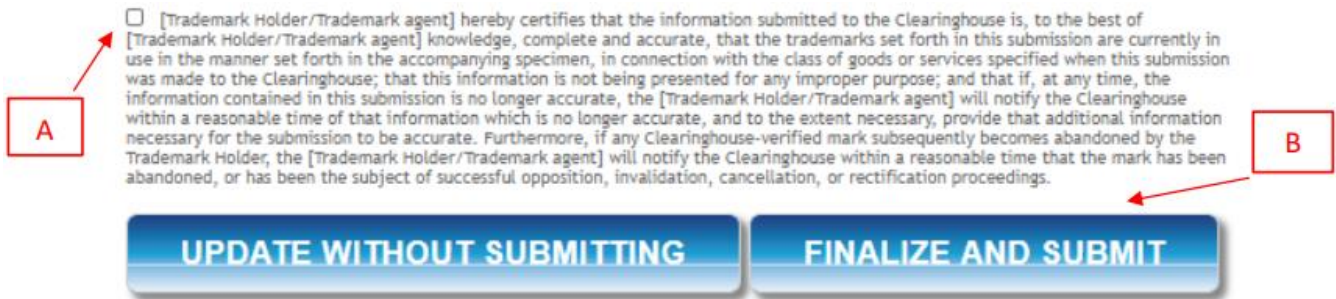 [Trademark Holder/Trademark agent] hereby certifies that the information submitted to the Clearinghouse is, to the best of
[Trademark Holder/Trademark agent] knowledge, complete and accurate, that the trademarks set forth in this submission are currently in
use in the manner set forth in the accompanying specimen, in connection with the class of goods or services specified when this submission
was made to the Clearinghouse; that this information is not being presented for any improper purpose; and that if, at any time, the
information contained in this submission is no longer accurate, the [Trademark Holder/Trademark agent] will notify the Clearinghouse
within a reasonable time of that information which is no longer accurate, and to the extent necessary, provide that additional information
necessary for the submission to be accurate. Furthermore, if any Clearinghouse-verified mark subsequently becomes abandoned by the
Trademark Holder, the [Trademark Holder/Trademark agent] will notify the Clearinghouse within a reasonable time that the mark has been
abandoned, or has been the subject of successful opposition, invalidation, cancellation, or rectification proceedings.
A
B
UPDATE WITHOUT SUBMITTING
FINALIZE AND SUBMIT